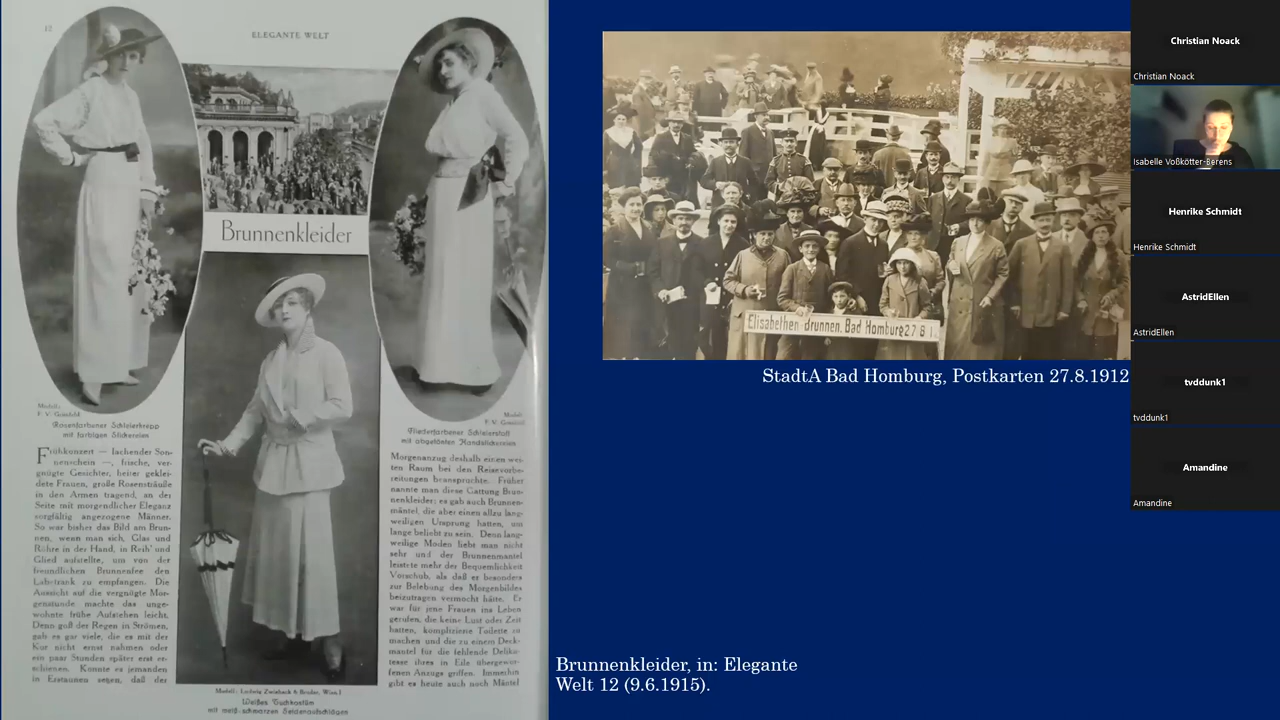 12
ELEGANTE WELT
Brunnenkleider
Modell:
Rosenfarbener Schleierkrepp
mit farbigen Stickereien
Modell:
Fliederfarbener Schleierstoff
mit abgetönten Handstickereien
Frühkonzert — lachender Son-
nenschein —, frische, ver-
gnügte Gesichter, heiter geklei-
dete Frauen, große Rosensträuße
in den Armen tragend, an der
Seite mit morgendlicher Eleganz
sorgfältig angezogene Männer.
So war bisher das Bild am Brun-
nen, wenn man sich, Glas und
Röhre in der Hand, in Reih' und
Glied aufstellte, um von der
freundlichen Brunnenfee den
Labetrank zu empfangen. Die
Aussicht auf die vergnügte Mor-
genstunde machte das unge-
wohnte frühe Aufstehen leicht.
Denn goß der Regen in Strömen,
gab es gar viele, die es mit der
Kur nicht ernst nahmen oder
ein paar Stunden später erst er-
schienen. Konnte es jemanden
in Erstaunen setzen, daß der
Modell: Ludwig Zwieback & Bruder, Wien I
Weißes Tuchkostüm
mit weiß-schwarzen Seidenaufschlägen
Morgenanzug deshalb einen wei-
ten Raum bei den Reisevorbe-
reitungen beanspruchte. Früher
nannte man diese Gattung Brun-
nenkleider; es gab auch Brunnen-
mäntel, die aber einen allzu lang-
weiligen Ursprung hatten, um
lange beliebt zu sein. Denn lang-
weilige Moden liebt man nicht
sehr und der Brunnenmantel
leistete mehr der Bequemlichkeit
Vorschub, als daß er besonders
zur Belebung des Morgenbildes
beizutragen vermocht hätte. Er
war für jene Frauen ins Leben
gerufen, die keine Lust oder Zeit
hatten, komplizierte Toilette zu
machen und die zu einem Deck-
mantel für die fehlende Delika-
tesse ihres in Eile übergewor-
fenen Anzugs griffen. Immerhin
gibt es heute auch noch Mäntel
Elisabethen-Brunnen. Bad Homburg 27.8.1
StadtA Bad Homburg, Postkarten 27.8.1912
Brunnenkleider, in: Elegante
Welt 12 (9.6.1915).
Christian Noack
Christian Noack
Isabelle Voßkötter-Berens
Henrike Schmidt
Henrike Schmidt
AstridEllen
AstridEllen
tvddunk1
tvddunk1
Amandine
Amandine